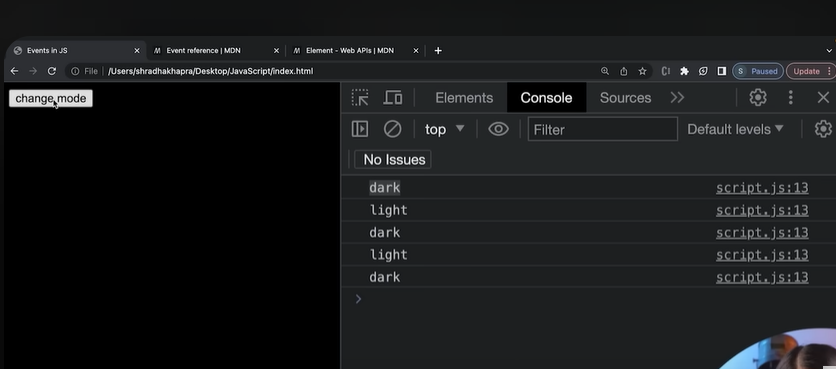 Events in JS
Event reference | MDN
Element - Web APIs | MDN
File /Users/shradhakhapra/Desktop/JavaScript/index.html
S Paused
Update
change mode
Elements Console Sources
top Filter Default levels
No Issues
dark script.js:13
light script.js:13
dark script.js:13
light script.js:13
dark script.js:13